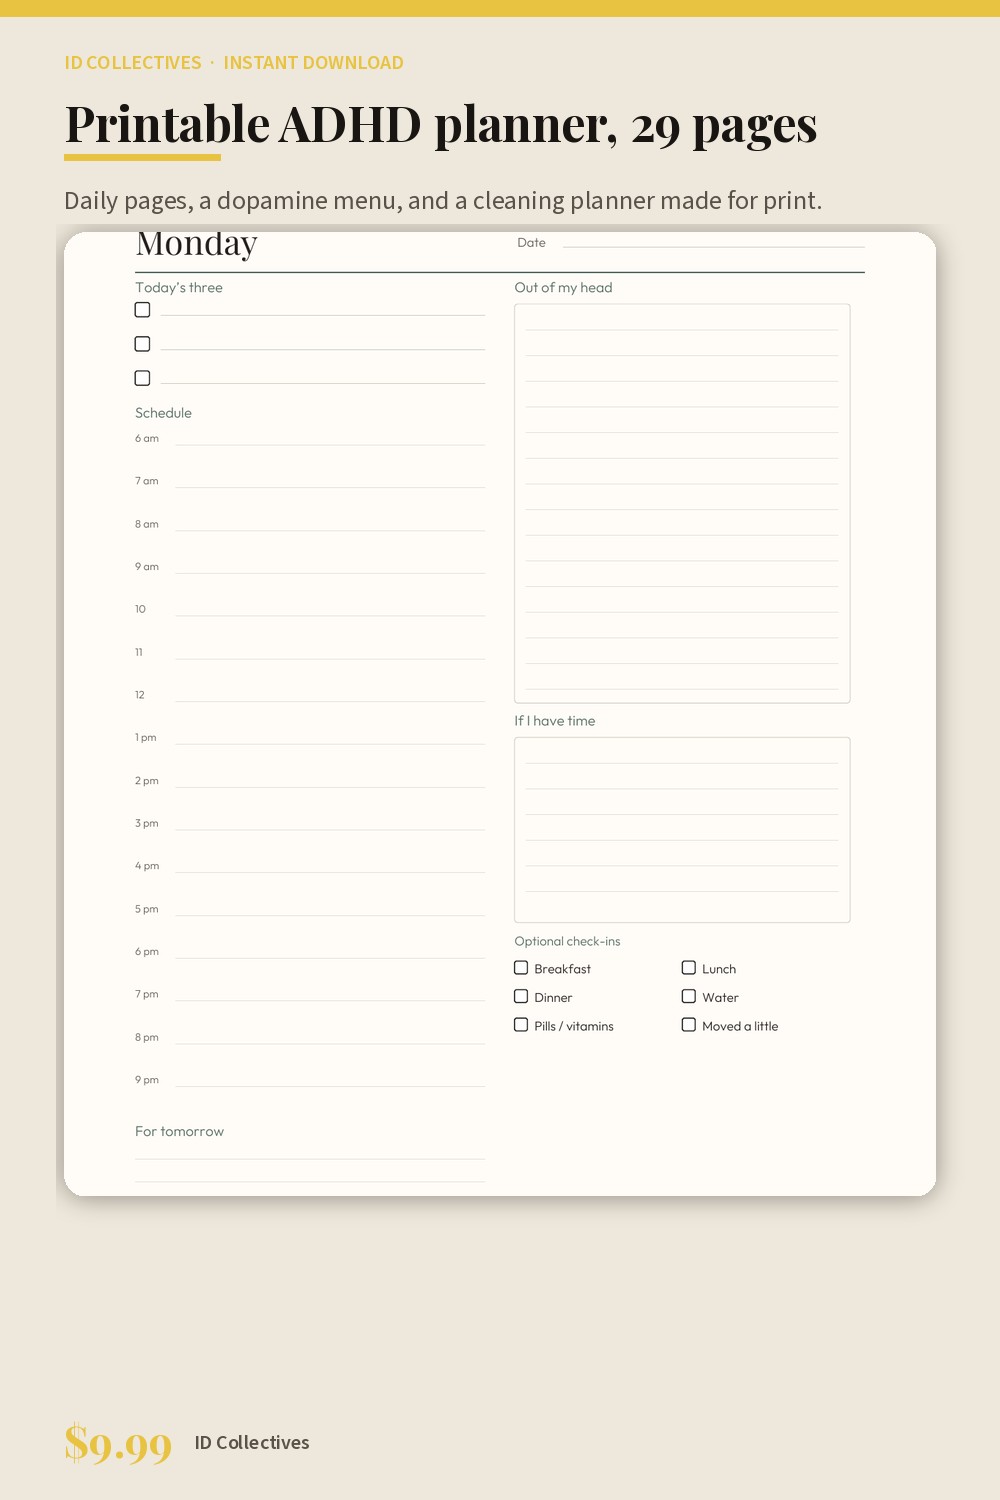 ID COLLECTIVES · INSTANT DOWNLOAD
Printable ADHD planner, 29 pages
Daily pages, a dopamine menu, and a cleaning planner made for print.
Monday
Date
Today's three
Schedule
6 am
7 am
8 am
9 am
10
11
12
1 pm
2 pm
3 pm
4 pm
5 pm
6 pm
7 pm
8 pm
9 pm
For tomorrow
Out of my head
If I have time
Optional check-ins
Breakfast
Lunch
Dinner
Water
Pills / vitamins
Moved a little
$9.99
ID Collectives